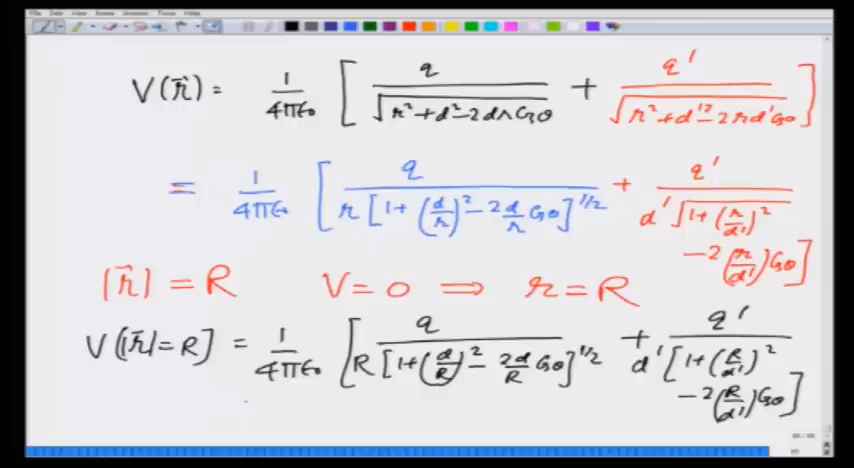 V(r⃗) = 1/4πε₀ [ q/√(r²+d²−2dr cosθ) + q'/√(r²+d'²−2rd' cosθ) ]
= 1/4πε₀ [ q/(r[1+(d/r)²−2 d/r cosθ]^1/2) + q'/(d'√(1+(r/d')²
−2(r/d')cosθ) ]
|r⃗| = R V=0 ⟹ r=R
V(|r⃗|=R] = 1/4πε₀ [ q/(R[1+(d/R)²−2d/R cosθ]^1/2) + q'/(d'[1+(R/d')²
−2(R/d')cosθ]